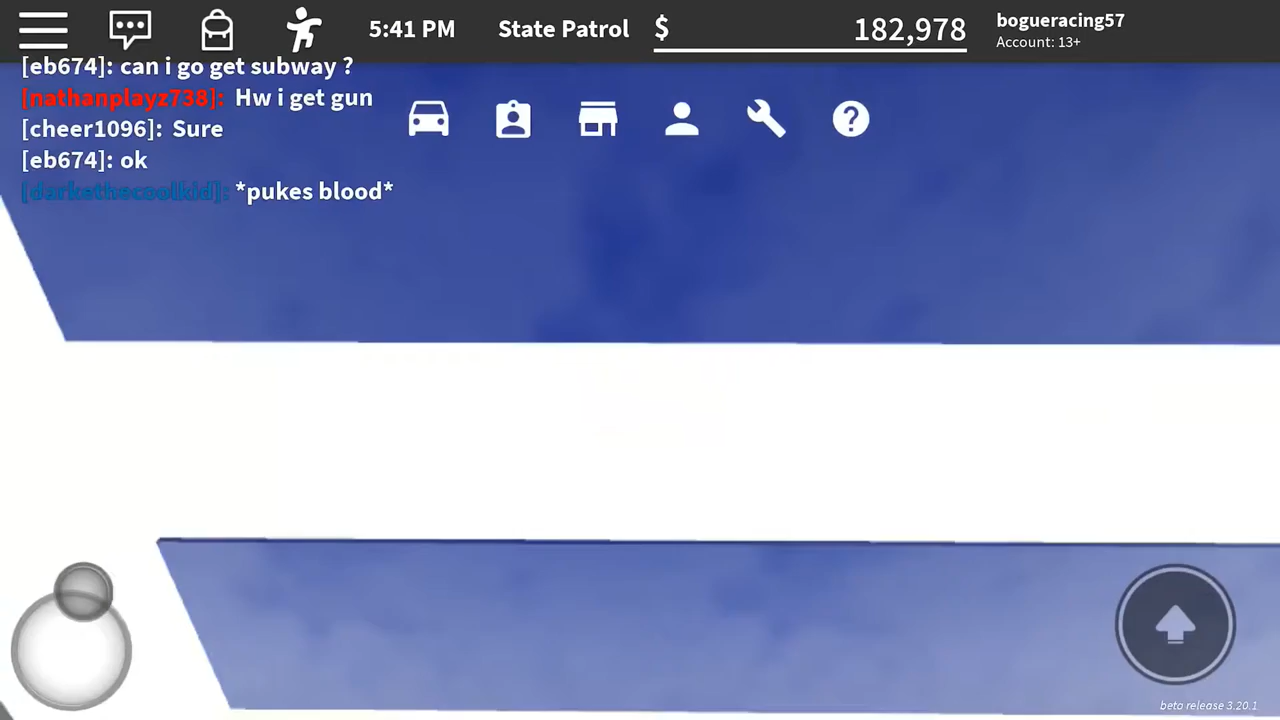 5:41 PM State Patrol $ 182,978 bogueracing57
Account: 13+
[eb674]: can i go get subway ?
[nathanplayz738]: Hw i get gun
[cheer1096]: Sure
[eb674]: ok
[darkethecoolkid]: *pukes blood*
?
beta release 3.20.1